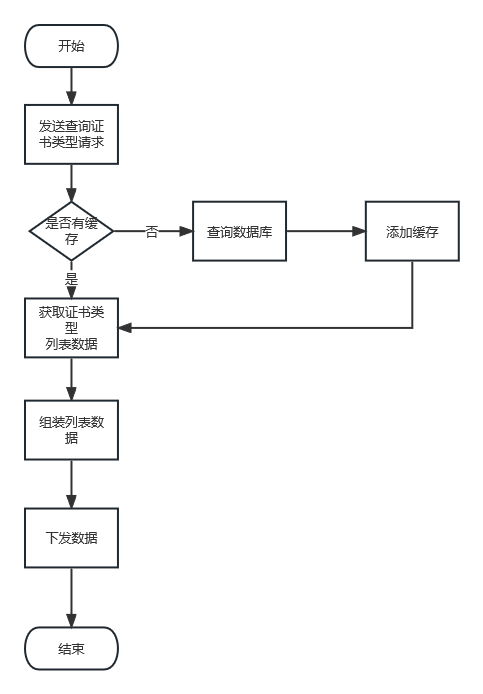 开始
发送查询证
书类型请求
是否有缓
存
否
查询数据库
添加缓存
是
获取证书类
型
列表数据
组装列表数
据
下发数据
结束